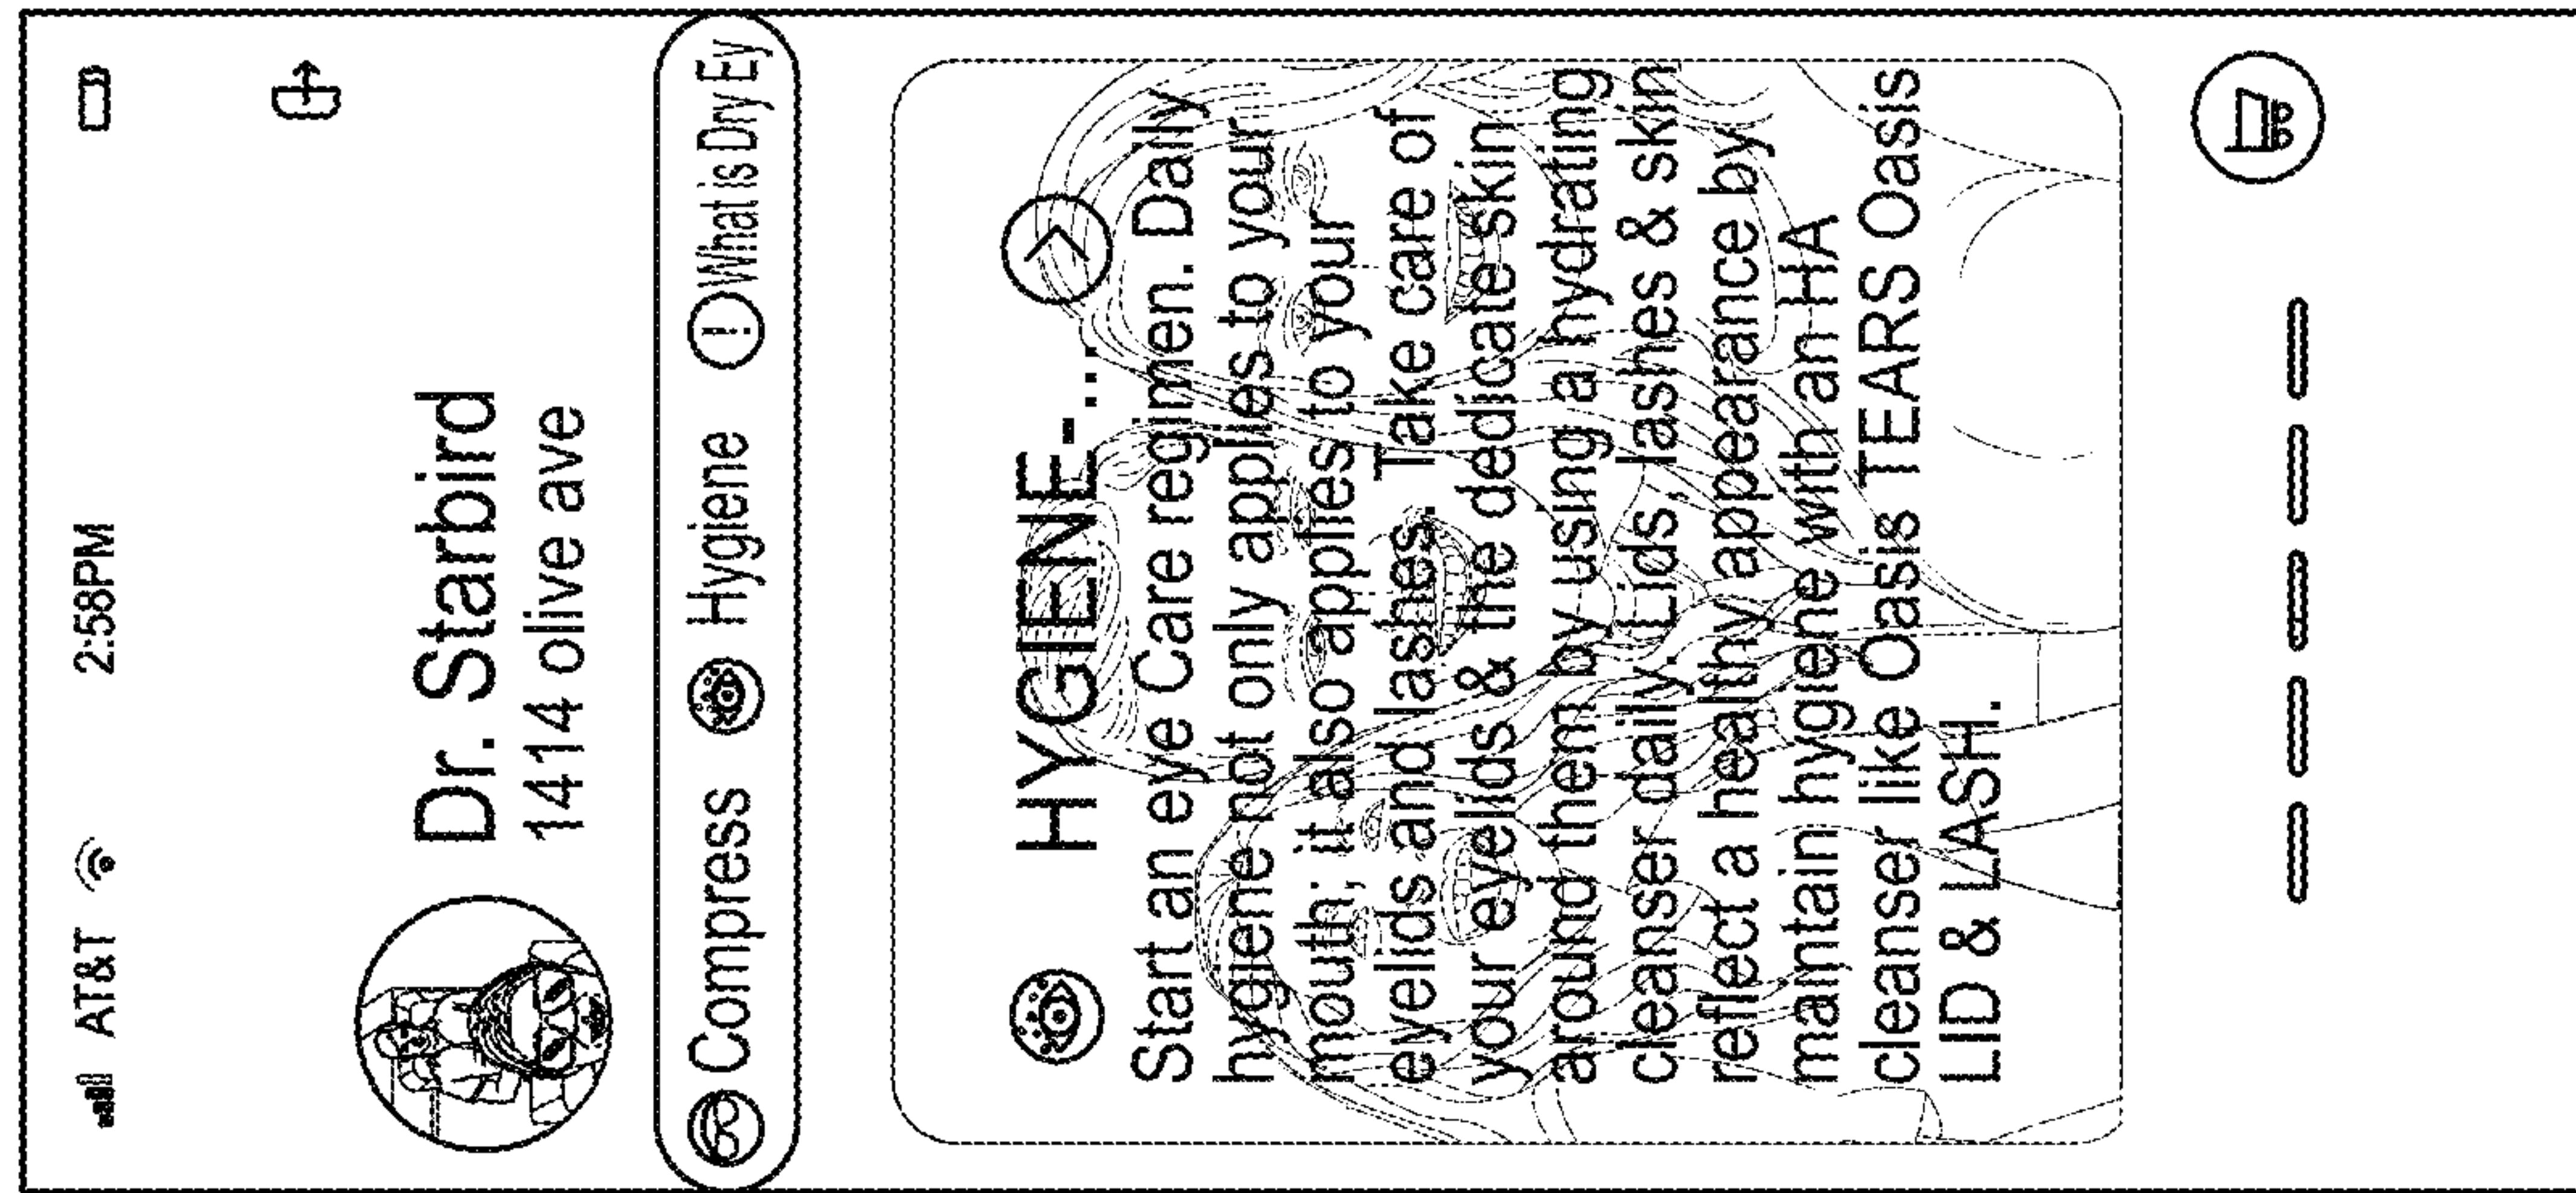 AT&T 2:58PM
Dr. Starbird
1414 olive ave
Compress Hygiene What is Dry Ey
HYGIENE-...
Start an eye Care regimen. Daily
hygiene not only applies to your
mouth; it also applies to your
eyelids and lashes. Take care of
your eyelids & the dedicate skin
around them by using a hydrating
cleanser daily. Lids, lashes & skin
reflect a healthy appearance by
maintain hygiene with an HA
cleanser like Oasis TEARS Oasis
LID & LASH.